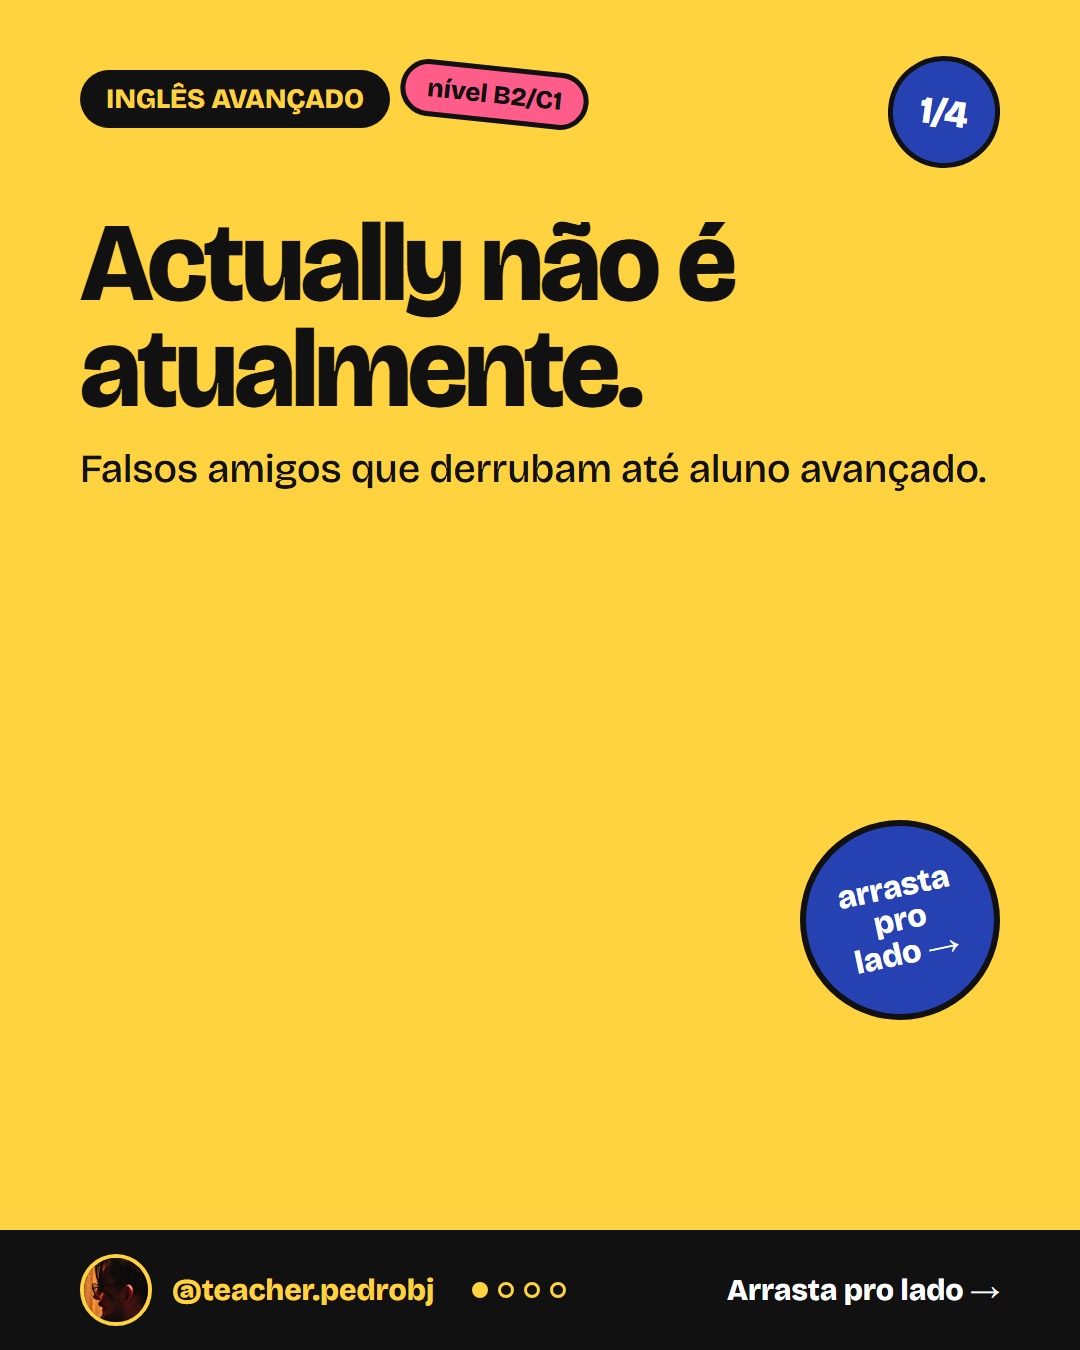 INGLÊS AVANÇADO
nível B2/C1
1/4
Actually não é
atualmente.
Falsos amigos que derrubam até aluno avançado.
arrasta
pro
lado →
@teacher.pedrobj
Arrasta pro lado →